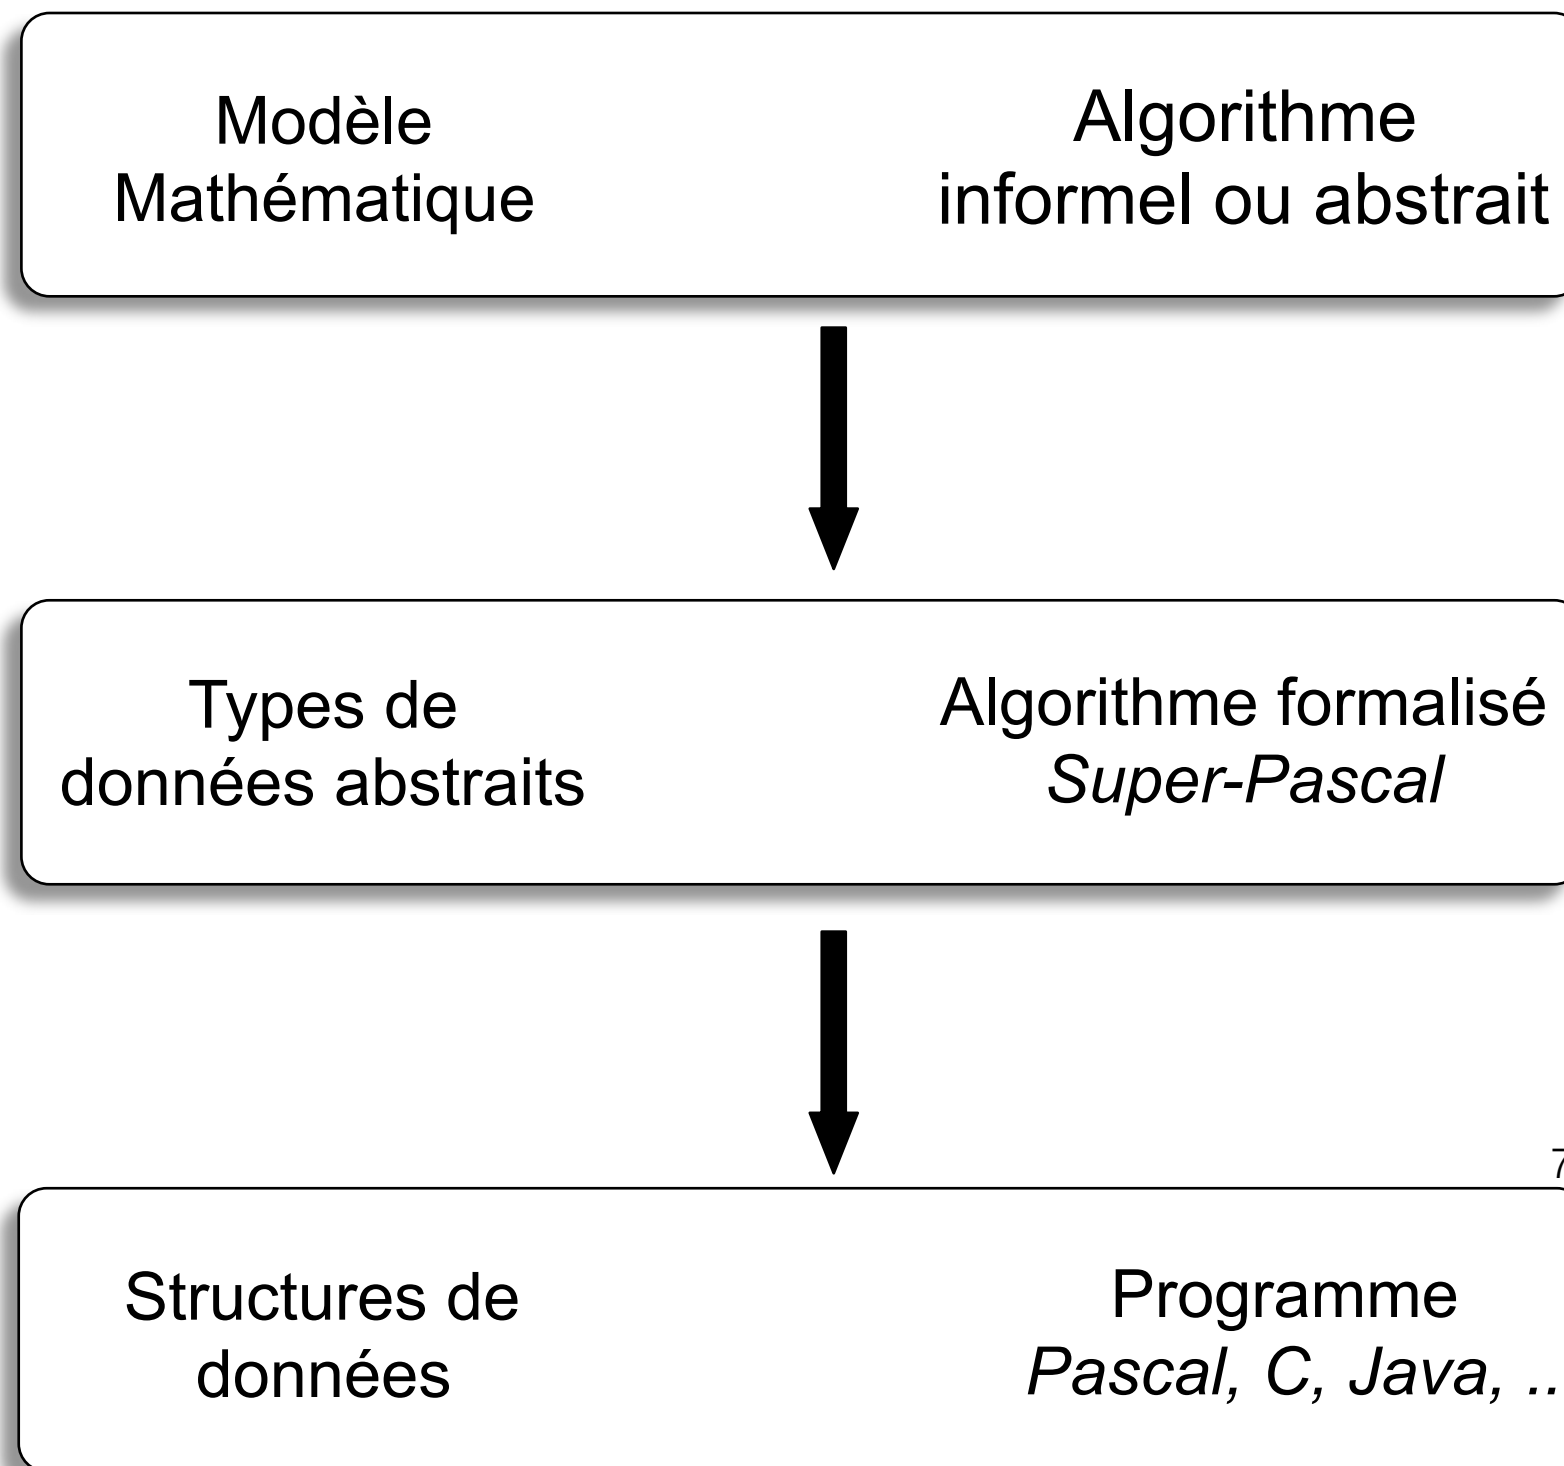 Modèle
Mathématique
Algorithme
informel ou abstrait
Types de
données abstraits
Algorithme formalisé
Super-Pascal
7
Structures de
données
Programme
Pascal, C, Java, ..